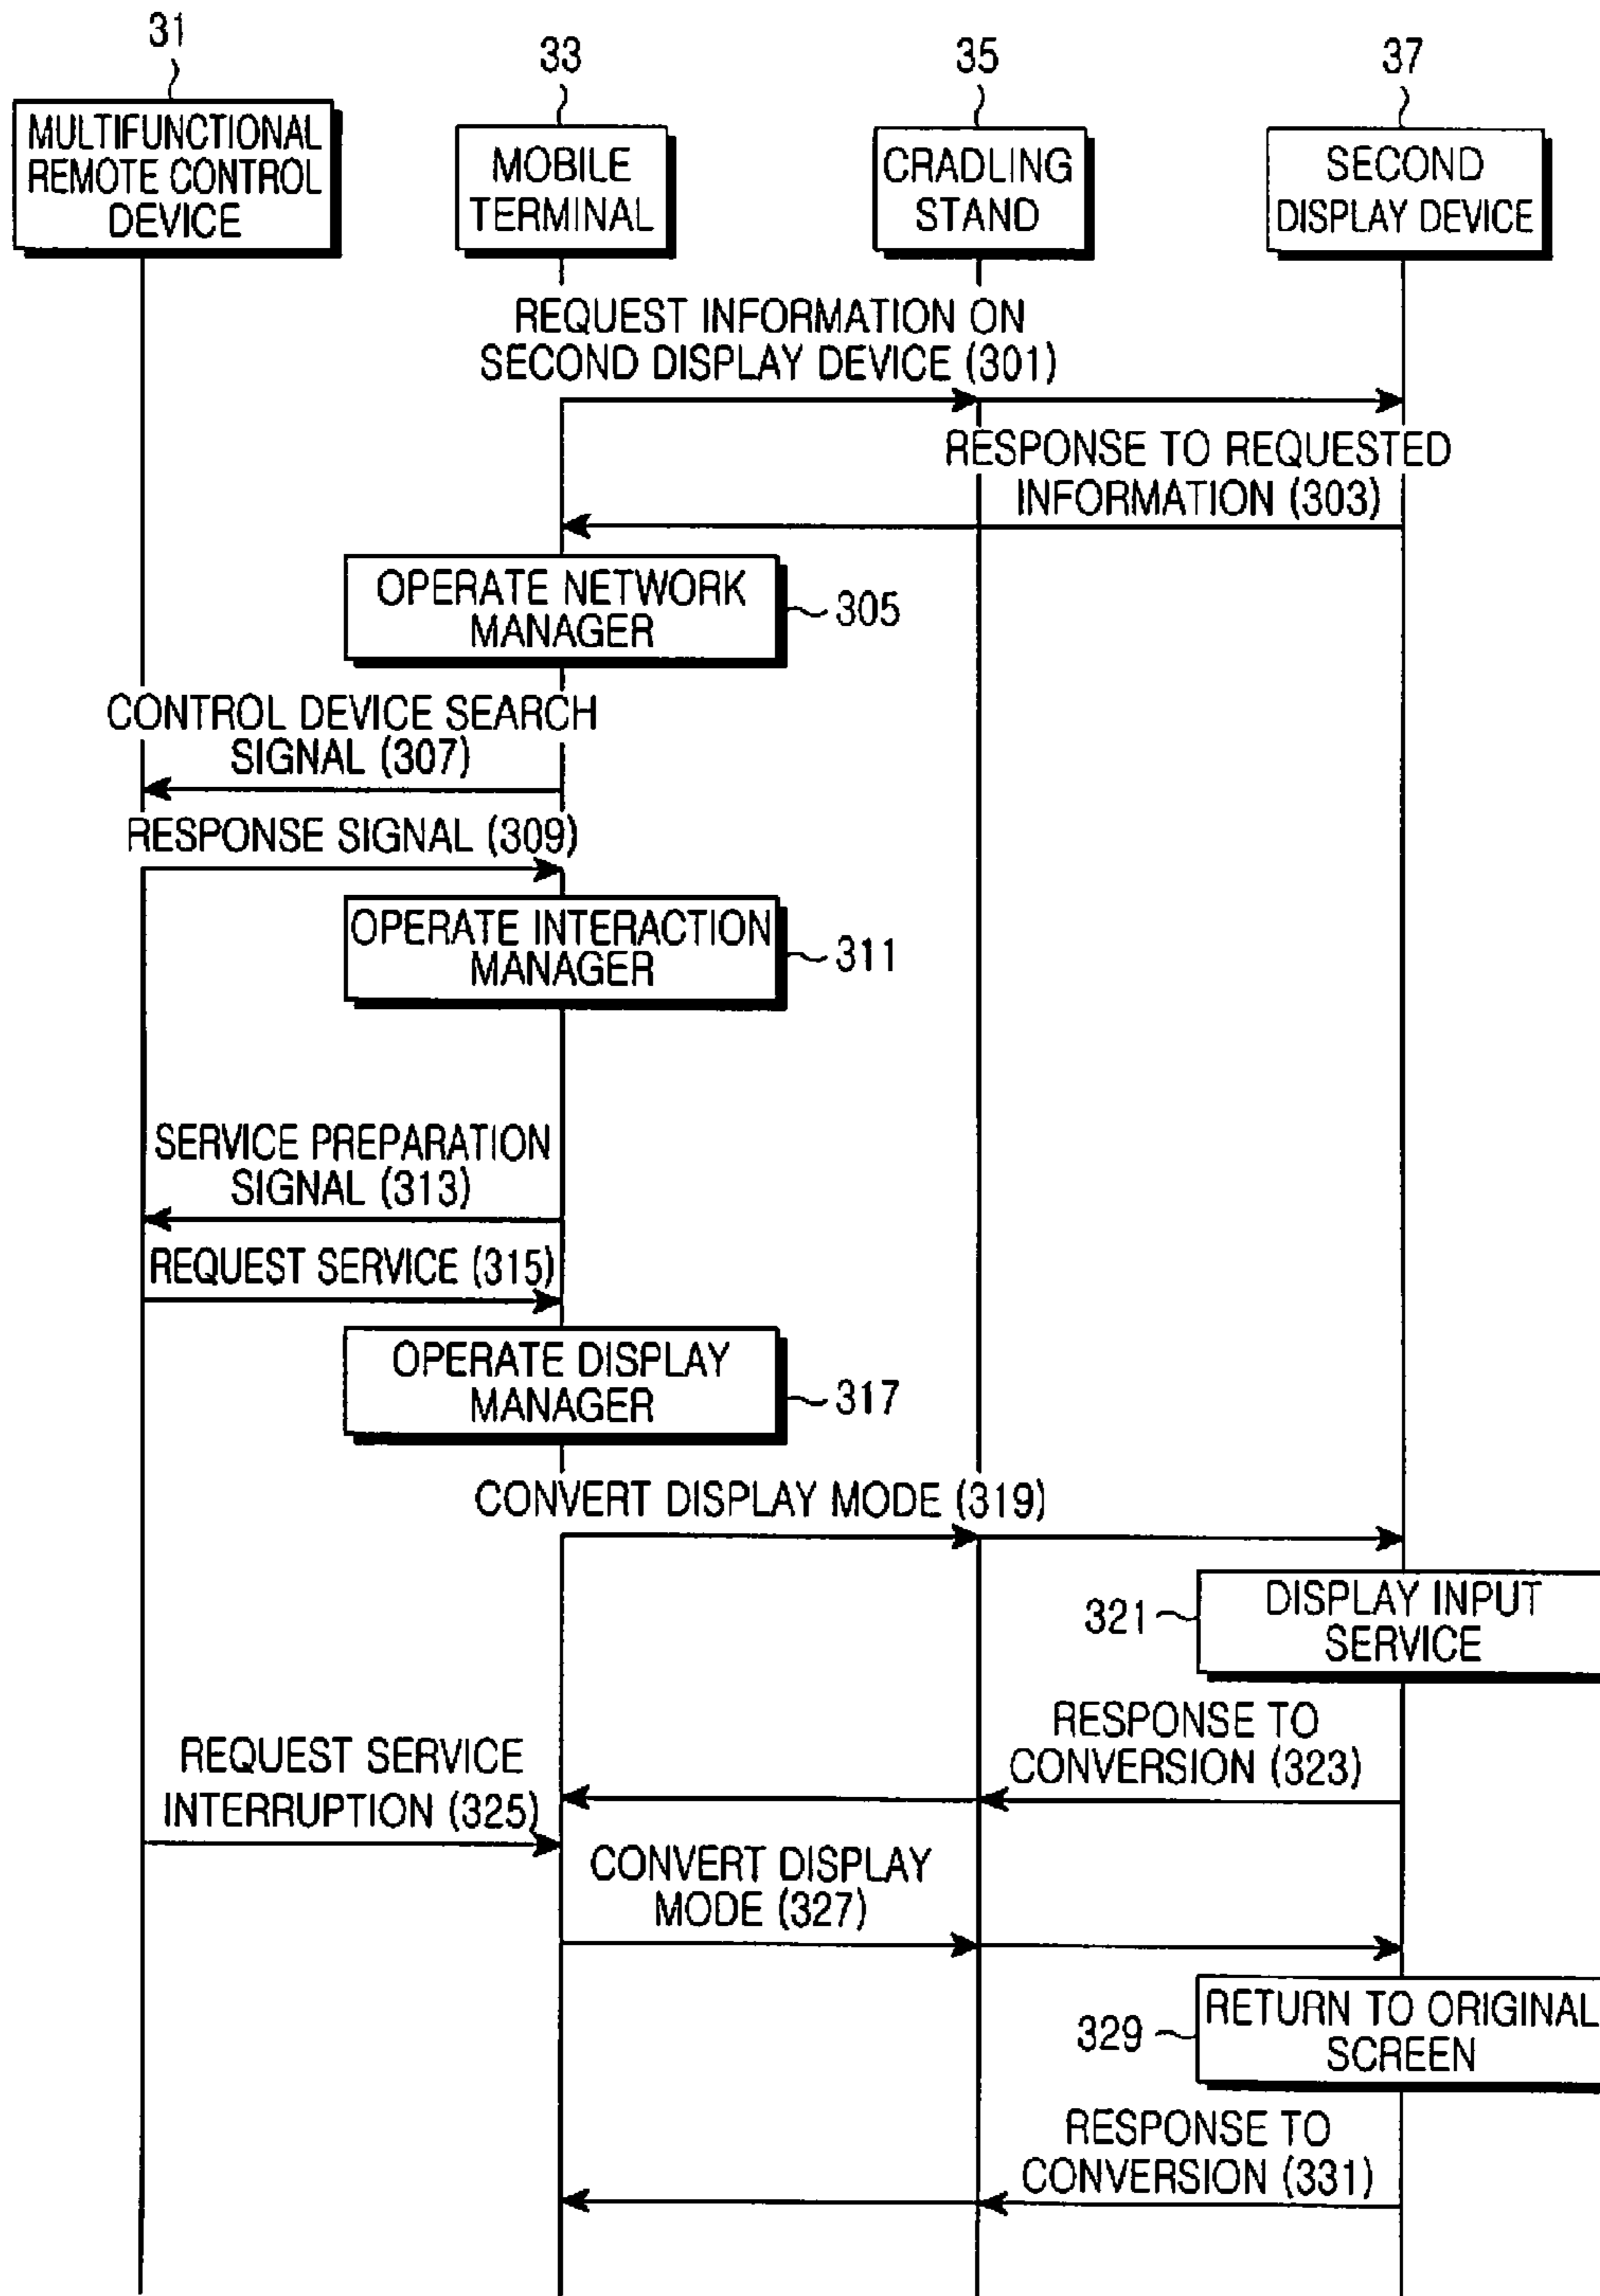 31
33
35
37
MULTIFUNCTIONAL
REMOTE CONTROL
DEVICE
MOBILE
TERMINAL
CRADLING
STAND
SECOND
DISPLAY DEVICE
REQUEST INFORMATION ON
SECOND DISPLAY DEVICE (301)
RESPONSE TO REQUESTED
INFORMATION (303)
OPERATE NETWORK
MANAGER
305
CONTROL DEVICE SEARCH
SIGNAL (307)
RESPONSE SIGNAL (309)
OPERATE INTERACTION
MANAGER
311
SERVICE PREPARATION
SIGNAL (313)
REQUEST SERVICE (315)
OPERATE DISPLAY
MANAGER
317
CONVERT DISPLAY MODE (319)
321
DISPLAY INPUT
SERVICE
RESPONSE TO
CONVERSION (323)
REQUEST SERVICE
INTERRUPTION (325)
CONVERT DISPLAY
MODE (327)
329
RETURN TO ORIGINAL
SCREEN
RESPONSE TO
CONVERSION (331)